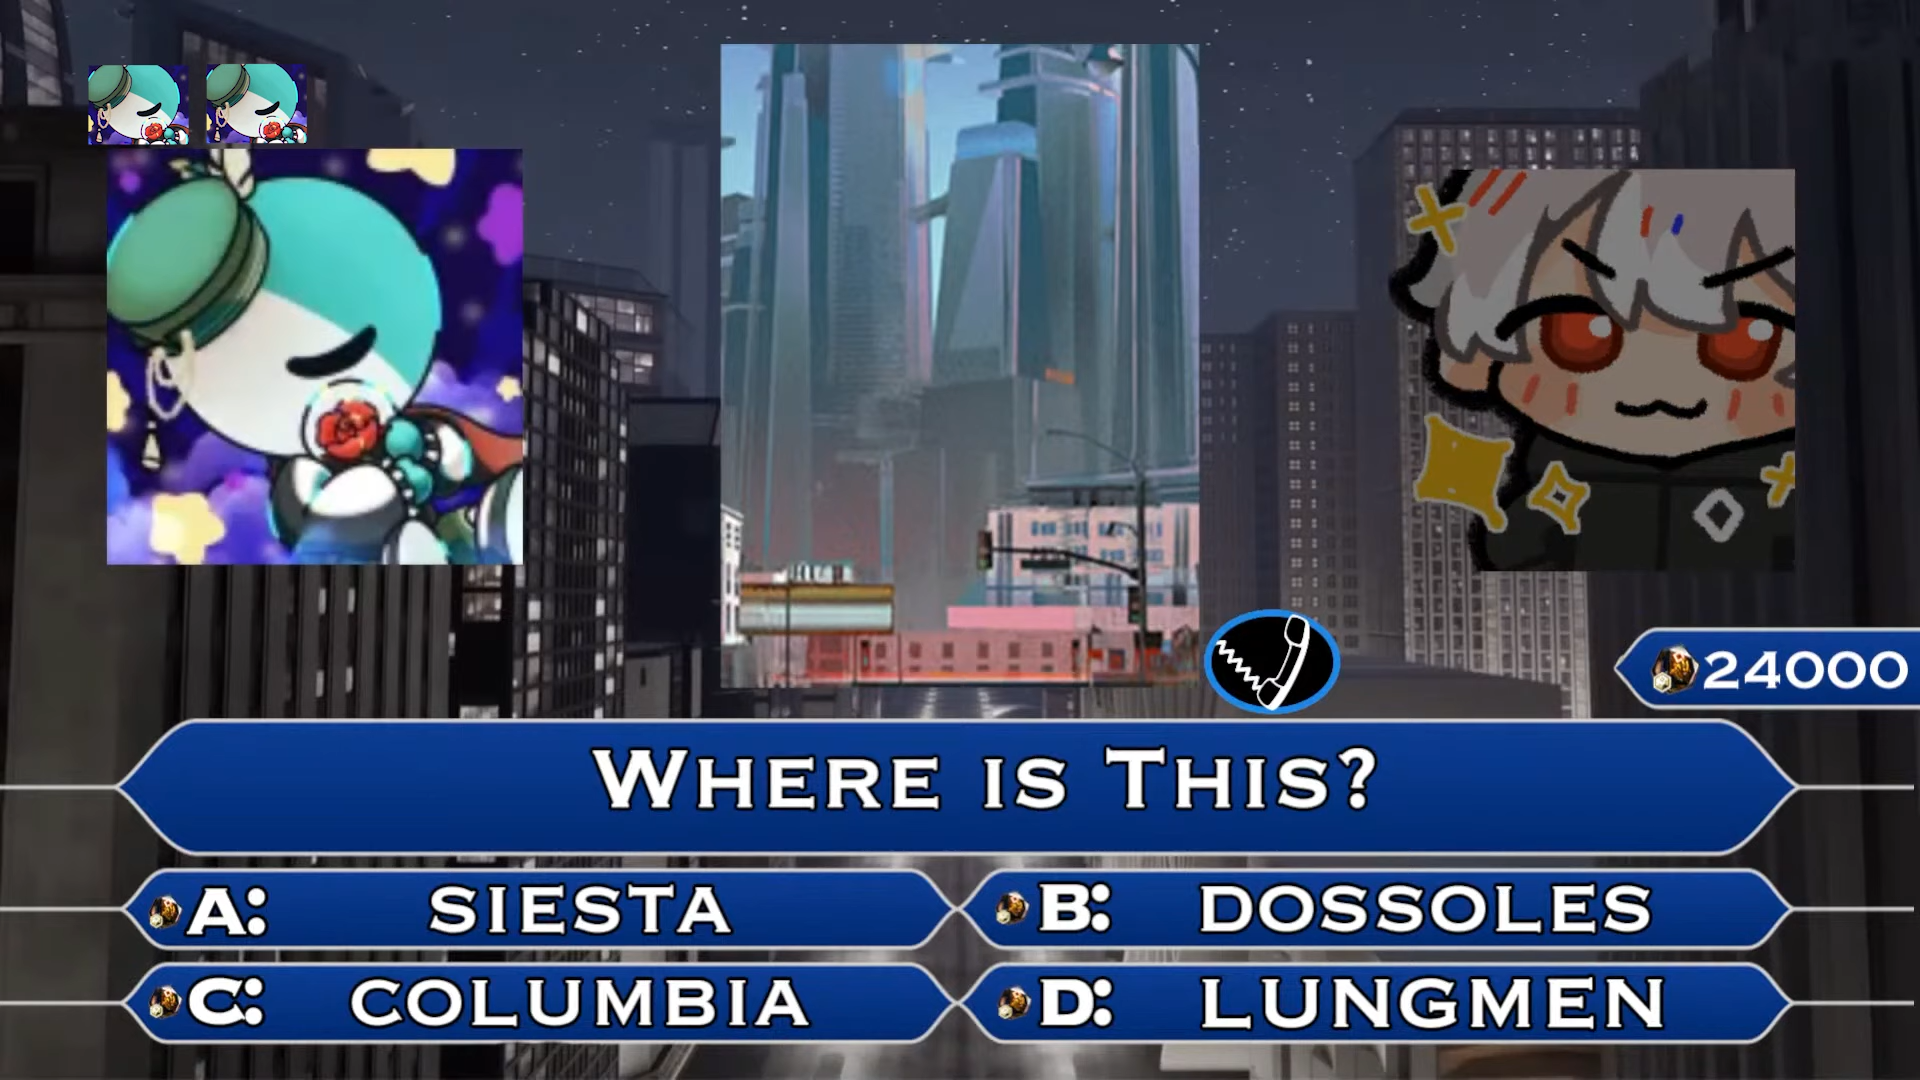 24000
WHERE IS THIS?
A: SIESTA
B: DOSSOLES
C: COLUMBIA
D: LUNGMEN